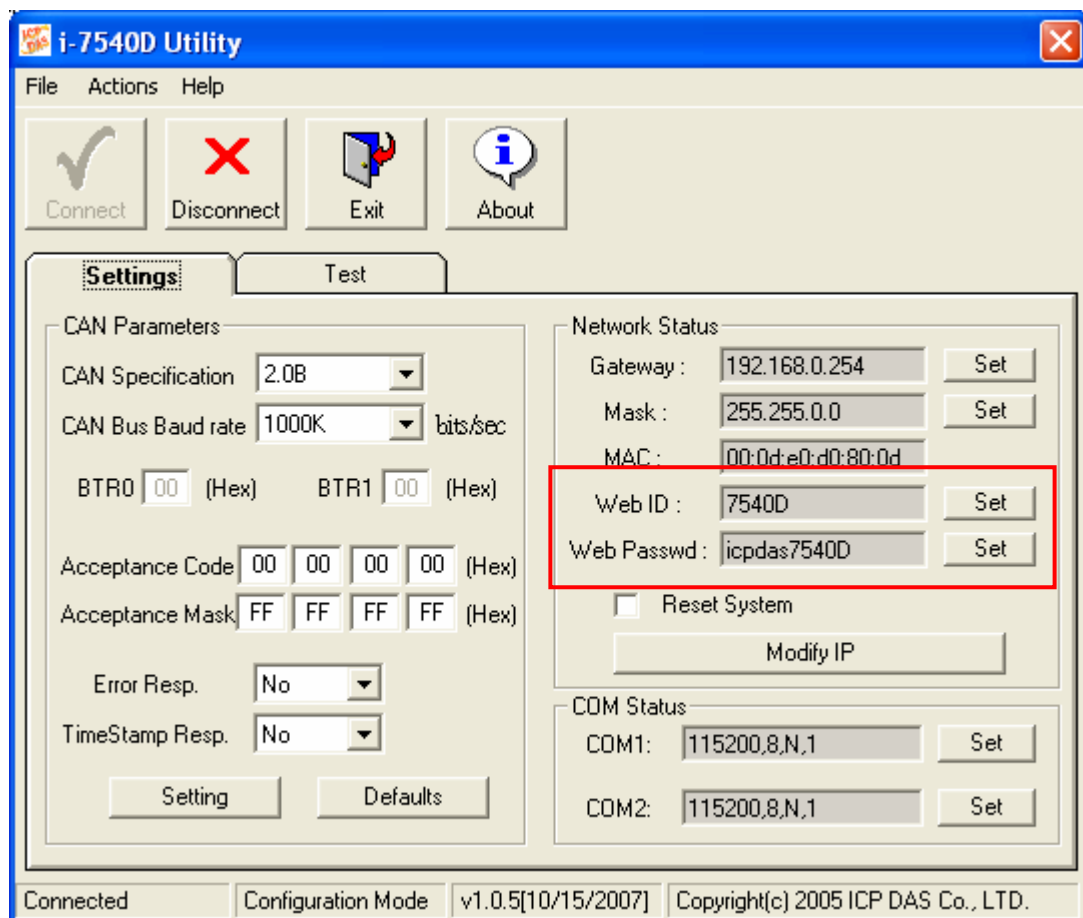 i-7540D Utility
File Actions Help
Connect Disconnect Exit About
Settings Test
CAN Parameters
CAN Specification 2.0B
CAN Bus Baud rate 1000K bits/sec
BTR0 00 (Hex) BTR1 00 (Hex)
Acceptance Code 00 00 00 00 (Hex)
Acceptance Mask FF FF FF FF (Hex)
Error Resp. No
TimeStamp Resp. No
Setting Defaults
Network Status
Gateway : 192.168.0.254 Set
Mask : 255.255.0.0 Set
MAC : 00:0d:e0:d0:80:0d
Web ID : 7540D Set
Web Passwd : icpdas7540D Set
Reset System
Modify IP
COM Status
COM1: 115200,8,N,1 Set
COM2: 115200,8,N,1 Set
Connected Configuration Mode v1.0.5[10/15/2007] Copyright(c) 2005 ICP DAS Co., LTD.